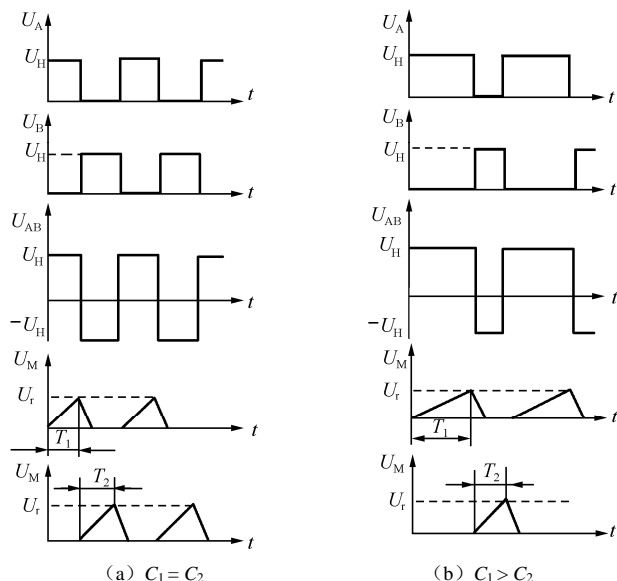 U_A
U_H
t
U_B
U_H
t
U_AB
U_H
−U_H
t
U_M
U_r
T_1
t
U_M
T_2
U_r
t
(a) C_1 = C_2
U_A
U_H
t
U_B
U_H
t
U_AB
U_H
−U_H
t
U_M
U_r
T_1
t
U_M
T_2
U_r
t
(b) C_1 > C_2